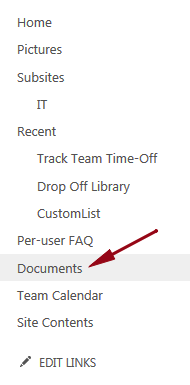 Home
Pictures
Subsites
IT
Recent
Track Team Time-Off
Drop Off Library
CustomList
Per-user FAQ
Documents
Team Calendar
Site Contents
EDIT LINKS